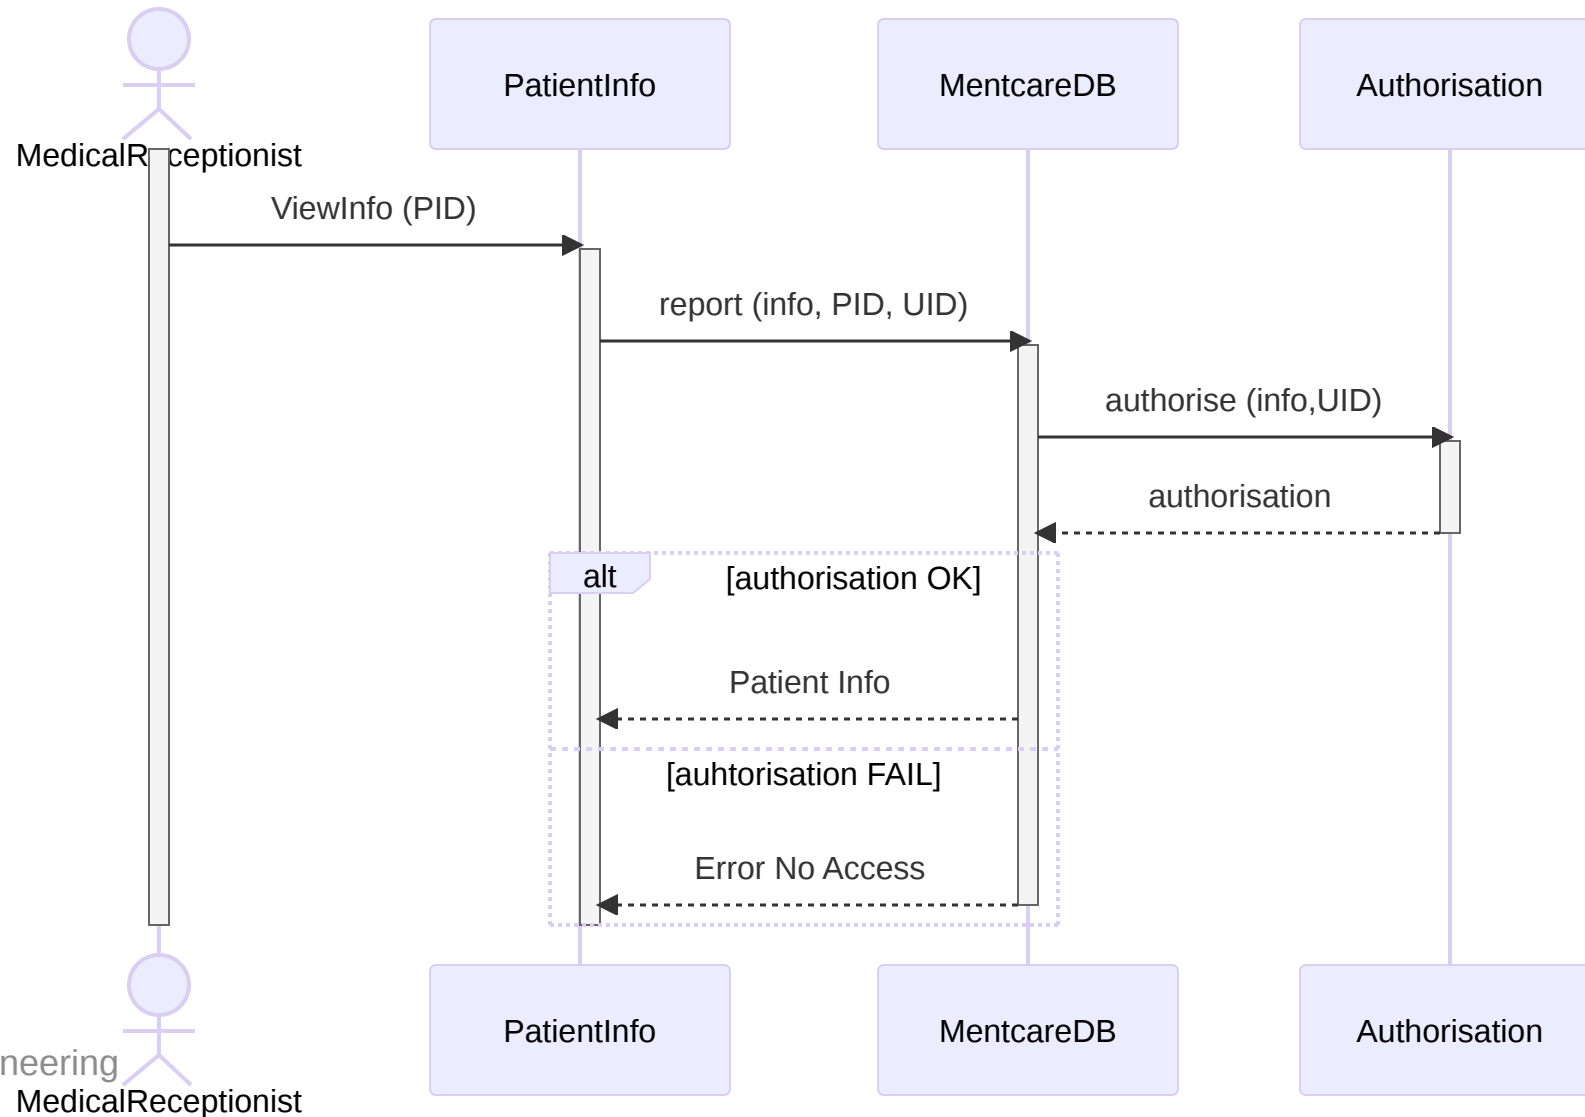 PatientInfo
MentcareDB
Authorisation
MedicalReceptionist
ViewInfo (PID)
report (info, PID, UID)
authorise (info,UID)
authorisation
alt
[authorisation OK]
Patient Info
[auhtorisation FAIL]
Error No Access
PatientInfo
MentcareDB
Authorisation
neering
MedicalReceptionist